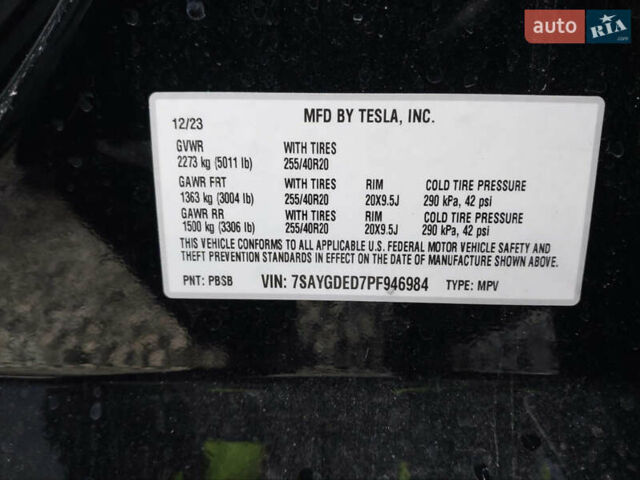 auto RIA.com
MFD BY TESLA, INC.
12/23
GVWR WITH TIRES
2273 kg (5011 lb) 255/40R20
GAWR FRT WITH TIRES RIM COLD TIRE PRESSURE
1363 kg (3004 lb) 255/40R20 20X9.5J 290 kPa, 42 psi
GAWR RR WITH TIRES RIM COLD TIRE PRESSURE
1500 kg (3306 lb) 255/40R20 20X9.5J 290 kPa, 42 psi
THIS VEHICLE CONFORMS TO ALL APPLICABLE U.S. FEDERAL MOTOR VEHICLE SAFETY AND
THEFT PREVENTION STANDARDS IN EFFECT ON THE DATE OF MANUFACTURE SHOWN ABOVE.
PNT: PBSB VIN: 7SAYGDED7PF946984 TYPE: MPV